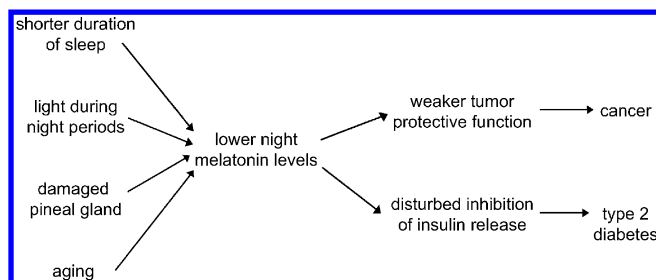 shorter duration
of sleep
light during
night periods
damaged
pineal gland
aging
lower night
melatonin levels
weaker tumor
protective function
cancer
disturbed inhibition
of insulin release
type 2
diabetes